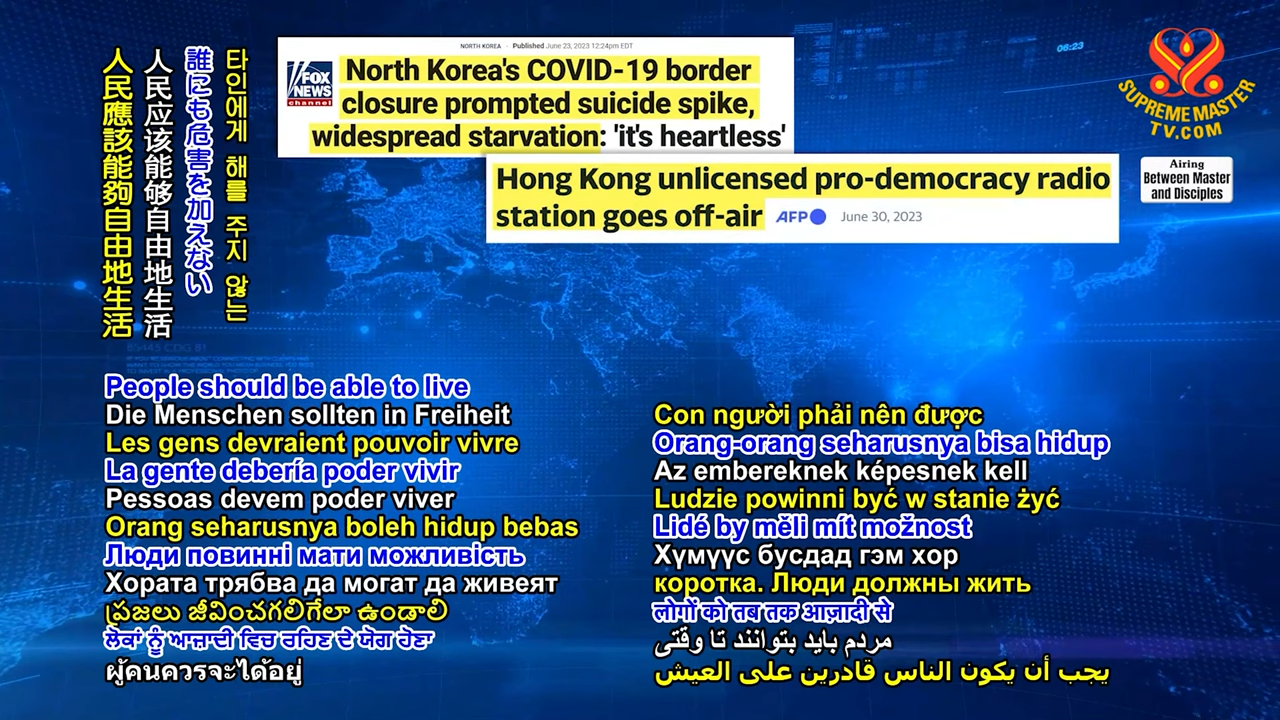 NORTH KOREA · Published June 23, 2023 12:24pm EDT
FOX
NEWS
channel
North Korea's COVID-19 border
closure prompted suicide spike,
widespread starvation: 'it's heartless'
Hong Kong unlicensed pro-democracy radio
station goes off-air AFP June 30, 2023
06:23
SUPREME MASTER
TV.COM
Airing
Between Master
and Disciples
人民應該能夠自由地生活
人民应该能够自由地生活
誰にも危害を加えない
타인에게 해를 주지 않는
People should be able to live
Die Menschen sollten in Freiheit
Les gens devraient pouvoir vivre
La gente debería poder vivir
Pessoas devem poder viver
Orang seharusnya boleh hidup bebas
Люди повинні мати можливість
Хората трябва да могат да живеят
ప్రజలు జీవించగలిగేలా ఉండాలి
ਲੋਕਾਂ ਨੂੰ ਆਜ਼ਾਦੀ ਵਿਚ ਰਹਿਣ ਦੇ ਯੋਗ ਹੋਣਾ
ผู้คนควรจะได้อยู่
Con người phải nên được
Orang-orang seharusnya bisa hidup
Az embereknek képesnek kell
Ludzie powinni być w stanie żyć
Lidé by měli mít možnost
Хүмүүс бусдад гэм хор
коротка. Люди должны жить
लोगों को तब तक आज़ादी से
مردم باید بتوانند تا وقتی
يجب أن يكون الناس قادرين على العيش